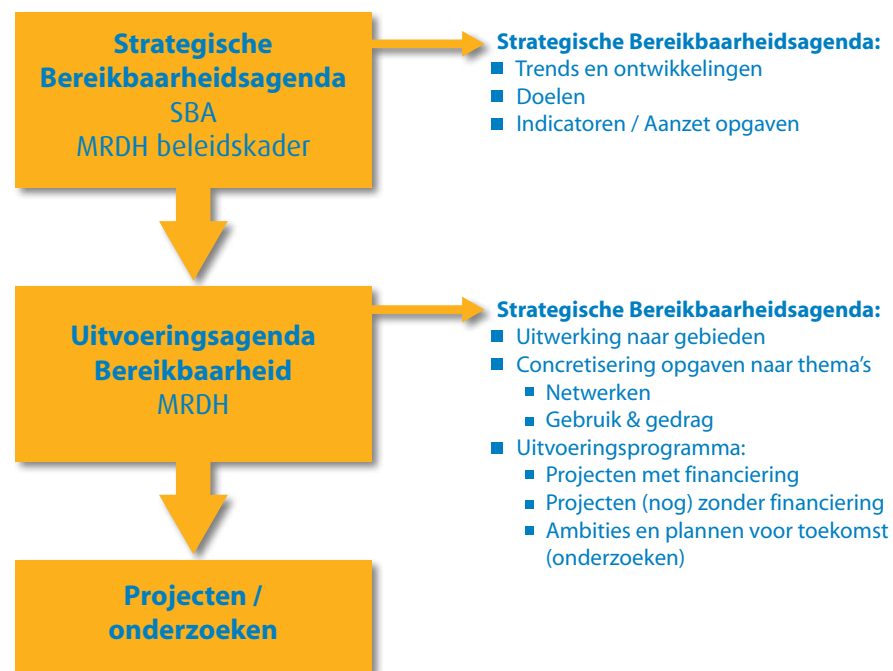 Strategische
Bereikbaarheidsagenda
SBA
MRDH beleidskader
Strategische Bereikbaarheidsagenda:
Trends en ontwikkelingen
Doelen
Indicatoren / Aanzet opgaven
Uitvoeringsagenda
Bereikbaarheid
MRDH
Strategische Bereikbaarheidsagenda:
Uitwerking naar gebieden
Concretisering opgaven naar thema's
Netwerken
Gebruik & gedrag
Uitvoeringsprogramma:
Projecten met financiering
Projecten (nog) zonder financiering
Ambities en plannen voor toekomst
(onderzoeken)
Projecten /
onderzoeken